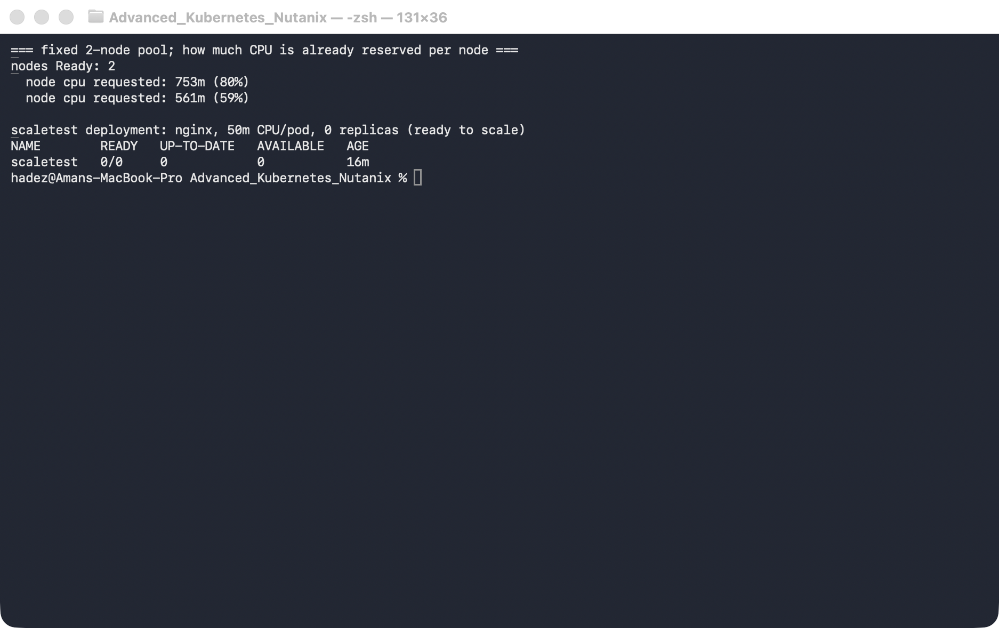 Advanced_Kubernetes_Nutanix — -zsh — 131×36
=== fixed 2-node pool; how much CPU is already reserved per node ===
nodes Ready: 2
  node cpu requested: 753m (80%)
  node cpu requested: 561m (59%)
scaletest deployment: nginx, 50m CPU/pod, 0 replicas (ready to scale)
NAME        READY   UP-TO-DATE   AVAILABLE   AGE
scaletest   0/0     0            0           16m
hadez@Amans-MacBook-Pro Advanced_Kubernetes_Nutanix %